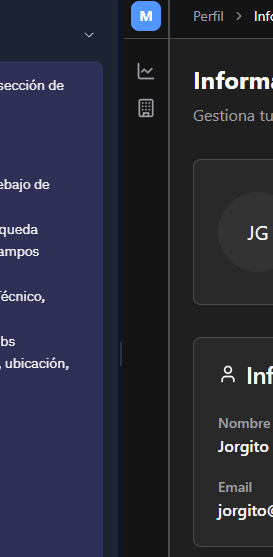 sección de
ebajo de
queda
ampos
écnico,
bs
, ubicación,
M
Perfil > Info
Informa
Gestiona tu
JG
Inf
Nombre
Jorgito
Email
jorgito@